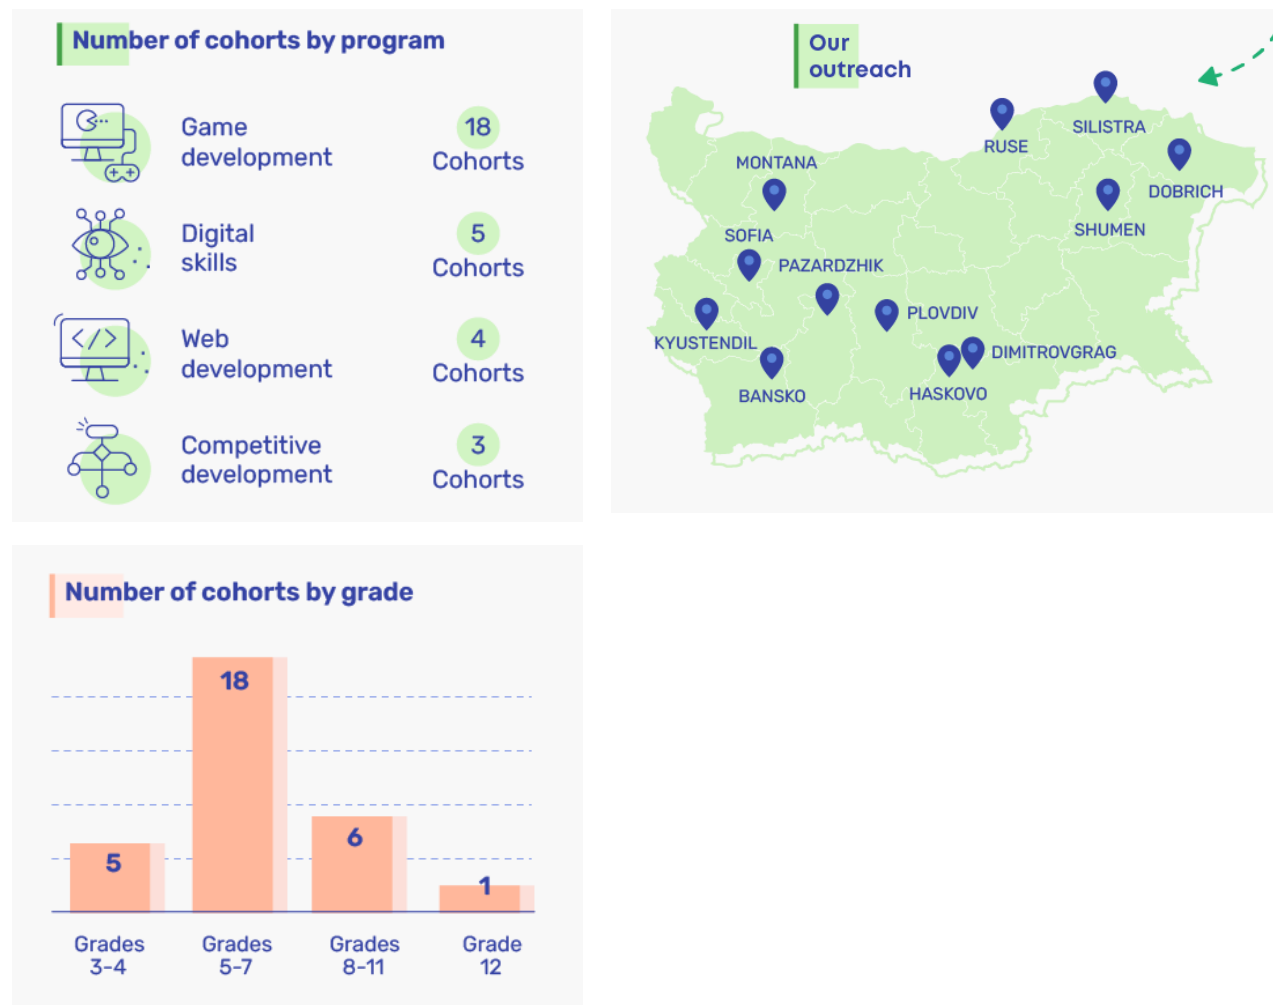 Number of cohorts by program
Game
development
18
Cohorts
Digital
skills
5
Cohorts
</>
Web
development
4
Cohorts
Competitive
development
3
Cohorts
Our
outreach
SILISTRA
RUSE
MONTANA
DOBRICH
SHUMEN
SOFIA
PAZARDZHIK
PLOVDIV
KYUSTENDIL
DIMITROVGRAG
BANSKO
HASKOVO
Number of cohorts by grade
18
5
6
1
Grades
3-4
Grades
5-7
Grades
8-11
Grade
12